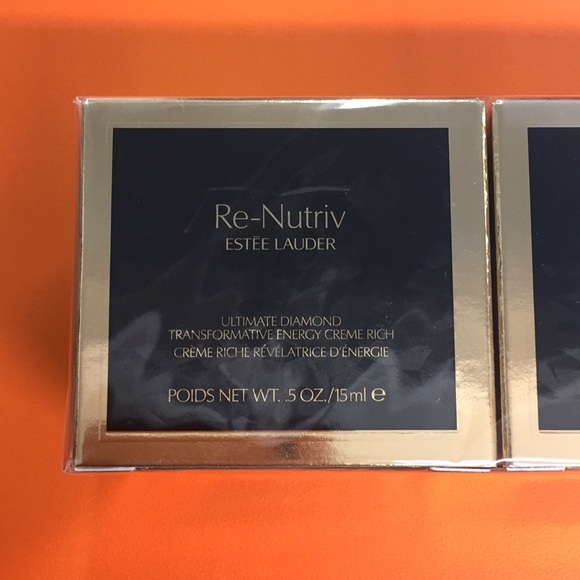 Re-Nutriv
ESTĒE LAUDER
ULTIMATE DIAMOND
TRANSFORMATIVE ENERGY CREME RICH
CRÈME RICHE RÉVÉLATRICE D'ÉNERGIE
POIDS NET WT. .5 OZ./15ml ℮